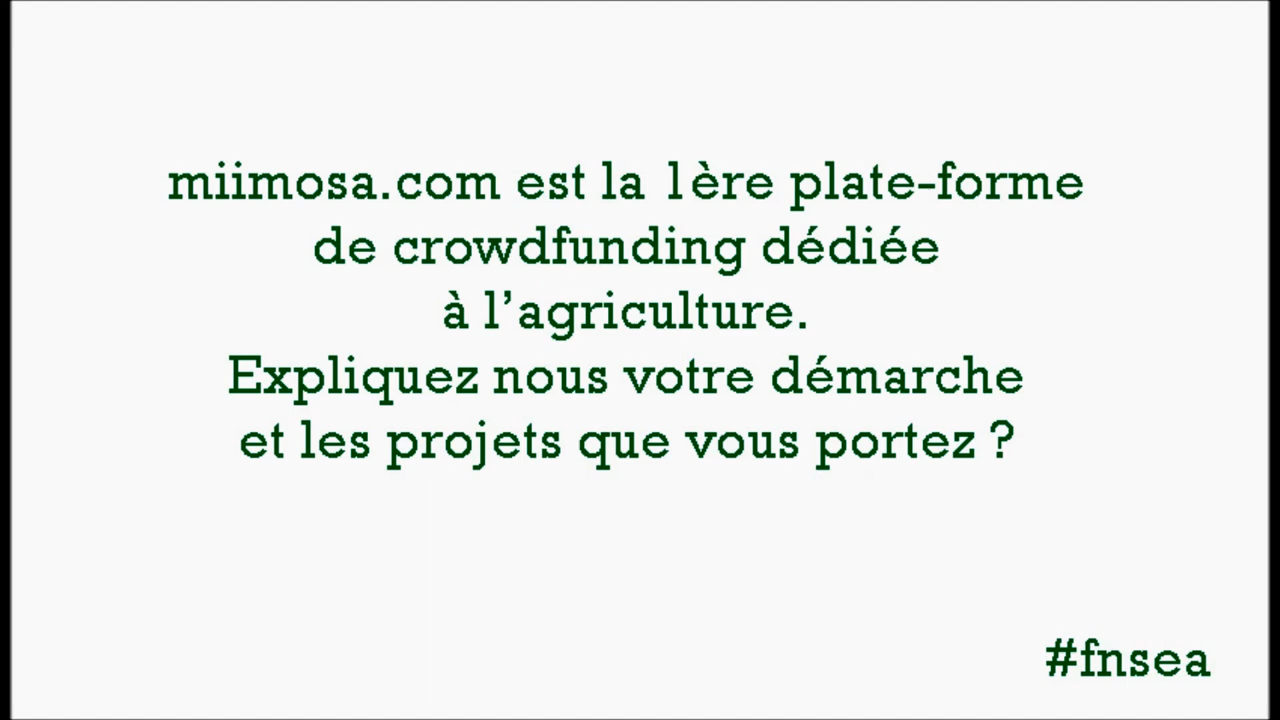 miimosa.com est la 1ère plate-forme
de crowdfunding dédiée
à l’agriculture.
Expliquez nous votre démarche
et les projets que vous portez ?
#fnsea